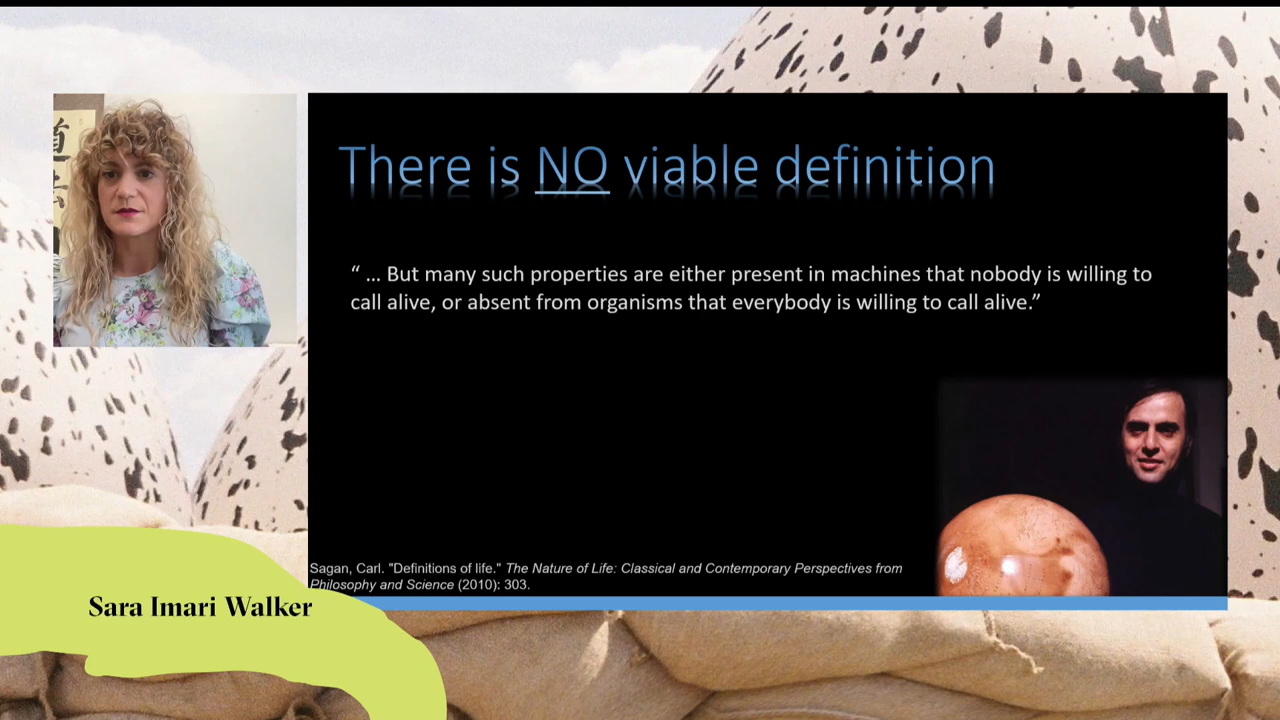 道
There is NO viable definition
“ ... But many such properties are either present in machines that nobody is willing to
call alive, or absent from organisms that everybody is willing to call alive.”
Sagan, Carl. "Definitions of life." The Nature of Life: Classical and Contemporary Perspectives from
Philosophy and Science (2010): 303.
Sara Imari Walker